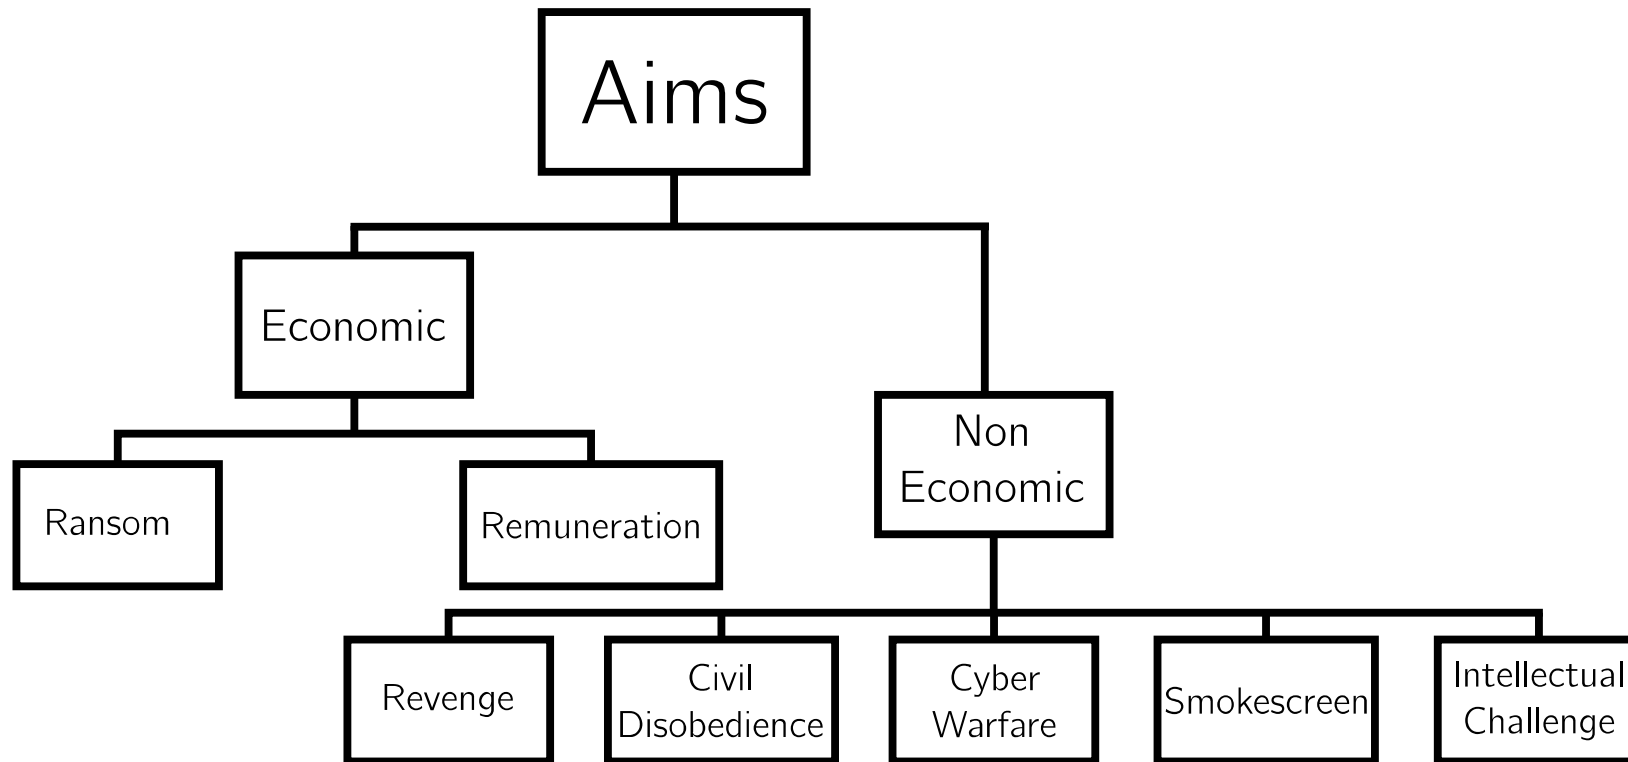 Aims
Economic
Non
Economic
Ransom
Remuneration
Revenge
Civil
Disobedience
Cyber
Warfare
Smokescreen
Intellectual
Challenge